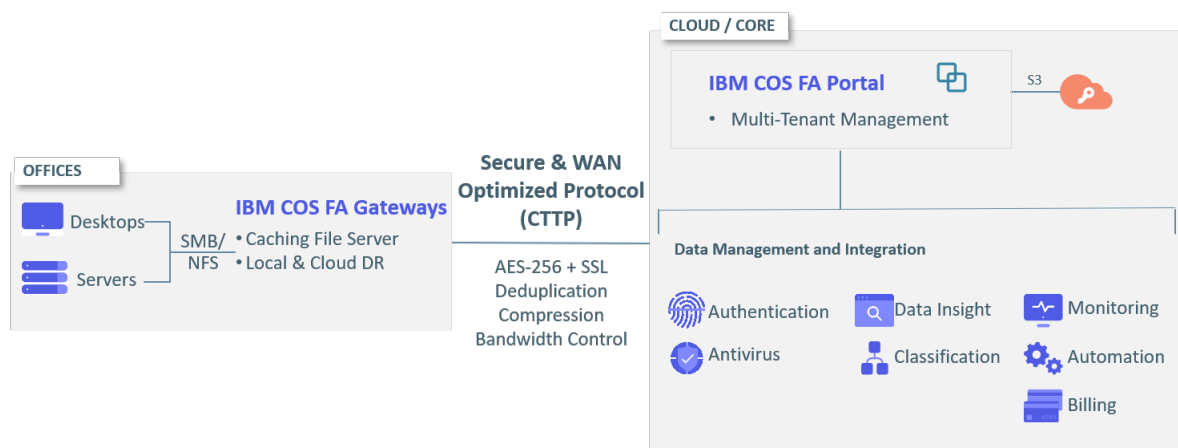 CLOUD / CORE
IBM COS FA Portal
• Multi-Tenant Management
S3
OFFICES
Desktops
Servers
SMB/
NFS
IBM COS FA Gateways
• Caching File Server
• Local & Cloud DR
Secure & WAN
Optimized Protocol
(CTTP)
AES-256 + SSL
Deduplication
Compression
Bandwidth Control
Data Management and Integration
Authentication
Data Insight
Monitoring
Antivirus
Classification
Automation
Billing